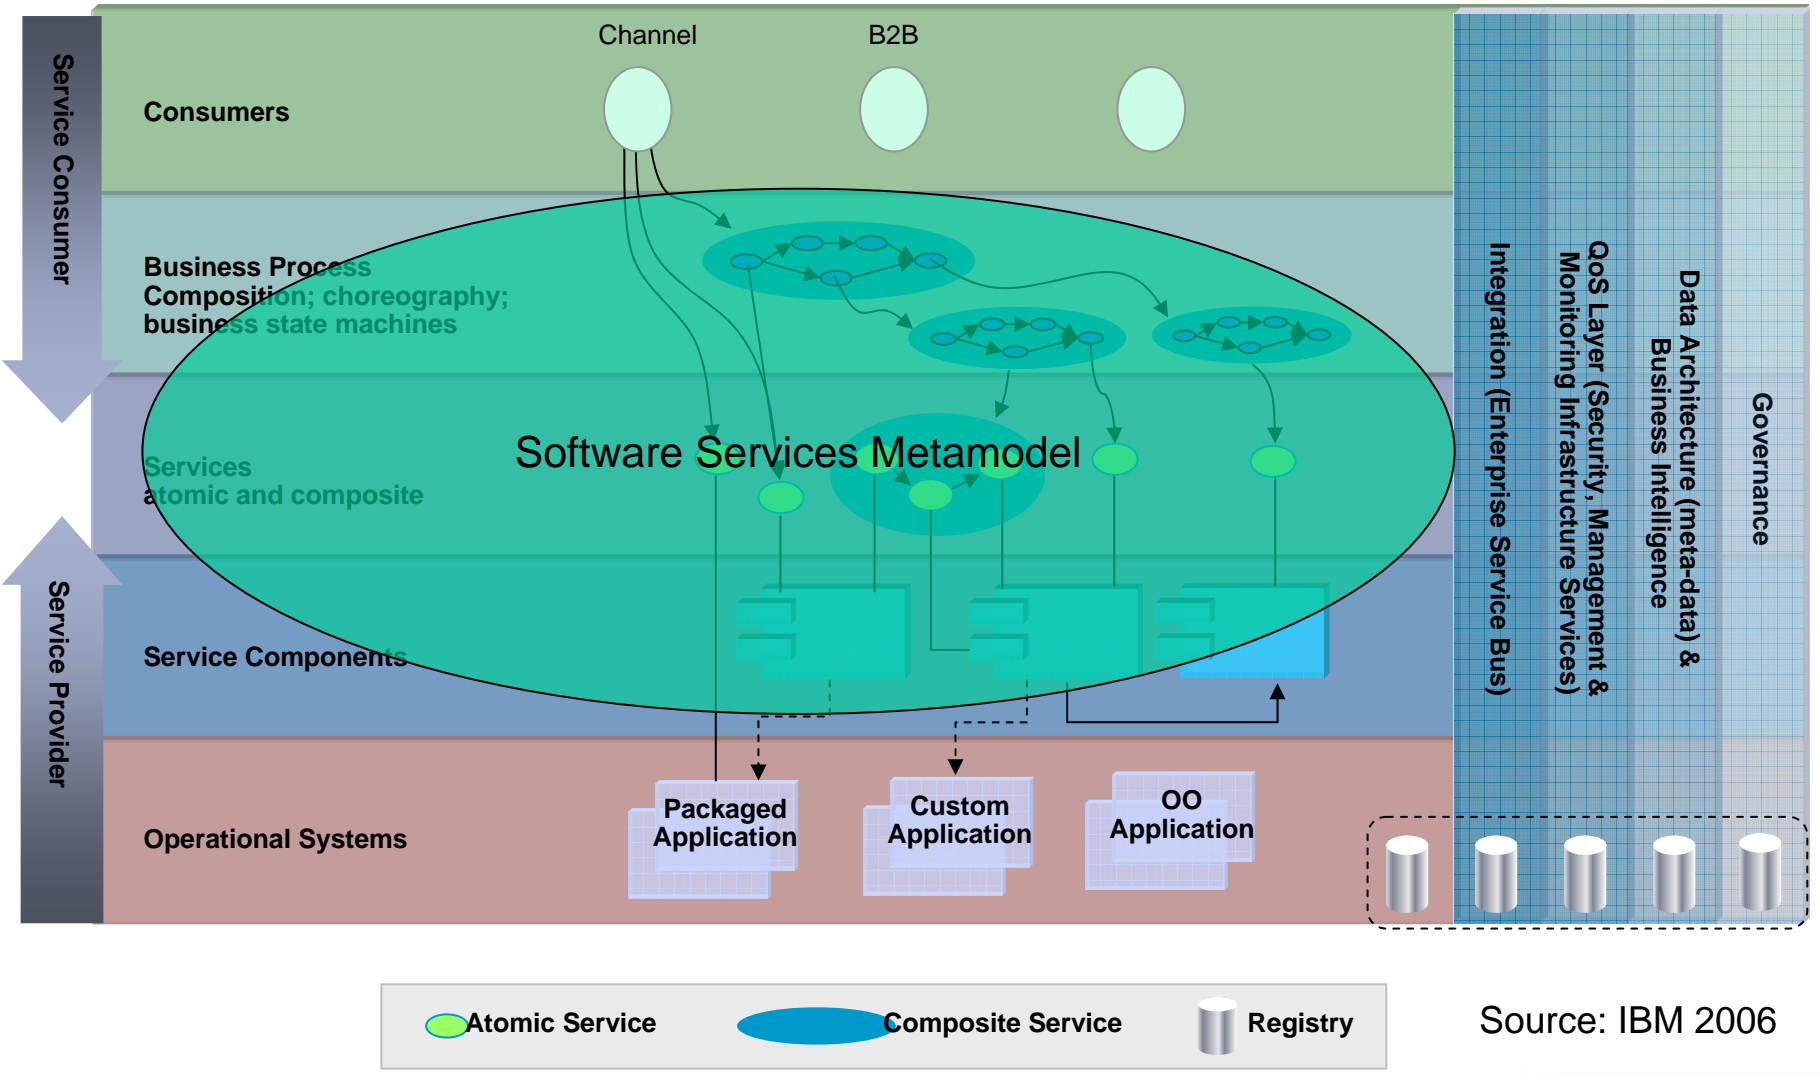 Channel
B2B
Service Consumer
Consumers
Business Process
Composition; choreography;
business state machines
Software Services Metamodel
Services
atomic and composite
Service Provider
Service Components
Operational Systems
Packaged
Application
Custom
Application
OO
Application
Integration (Enterprise Service Bus)
QoS Layer (Security, Management &
Monitoring Infrastructure Services)
Data Architecture (meta-data) &
Business Intelligence
Governance
Atomic Service
Composite Service
Registry
Source: IBM 2006